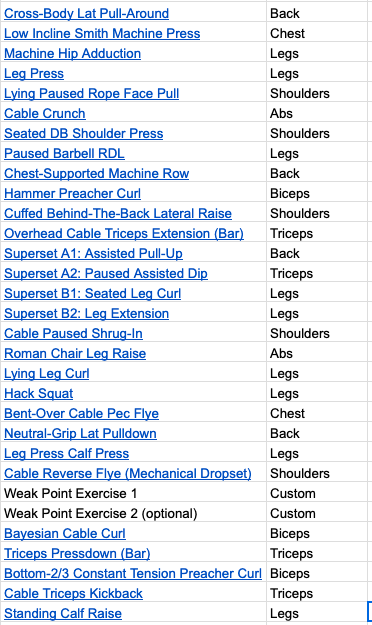 Cross-Body Lat Pull-Around Back
Low Incline Smith Machine Press Chest
Machine Hip Adduction Legs
Leg Press Legs
Lying Paused Rope Face Pull Shoulders
Cable Crunch Abs
Seated DB Shoulder Press Shoulders
Paused Barbell RDL Legs
Chest-Supported Machine Row Back
Hammer Preacher Curl Biceps
Cuffed Behind-The-Back Lateral Raise Shoulders
Overhead Cable Triceps Extension (Bar) Triceps
Superset A1: Assisted Pull-Up Back
Superset A2: Paused Assisted Dip Triceps
Superset B1: Seated Leg Curl Legs
Superset B2: Leg Extension Legs
Cable Paused Shrug-In Shoulders
Roman Chair Leg Raise Abs
Lying Leg Curl Legs
Hack Squat Legs
Bent-Over Cable Pec Flye Chest
Neutral-Grip Lat Pulldown Back
Leg Press Calf Press Legs
Cable Reverse Flye (Mechanical Dropset) Shoulders
Weak Point Exercise 1 Custom
Weak Point Exercise 2 (optional) Custom
Bayesian Cable Curl Biceps
Triceps Pressdown (Bar) Triceps
Bottom-2/3 Constant Tension Preacher Curl Biceps
Cable Triceps Kickback Triceps
Standing Calf Raise Legs